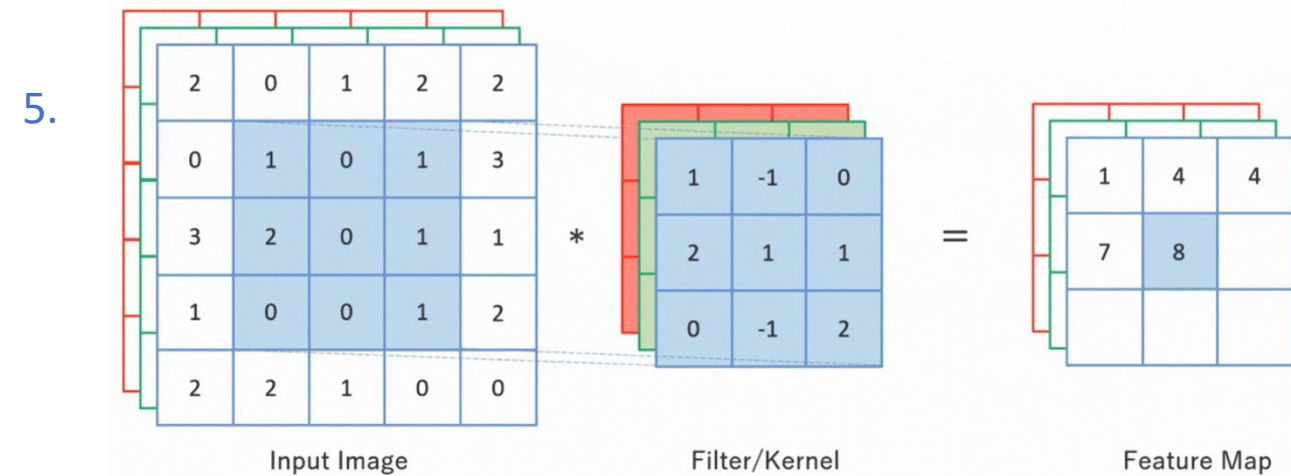 5.
2 0 1 2 2
0 1 0 1 3
3 2 0 1 1
1 0 0 1 2
2 2 1 0 0
*
1 -1 0
2 1 1
0 -1 2
=
1 4 4
7 8
Input Image
Filter/Kernel
Feature Map